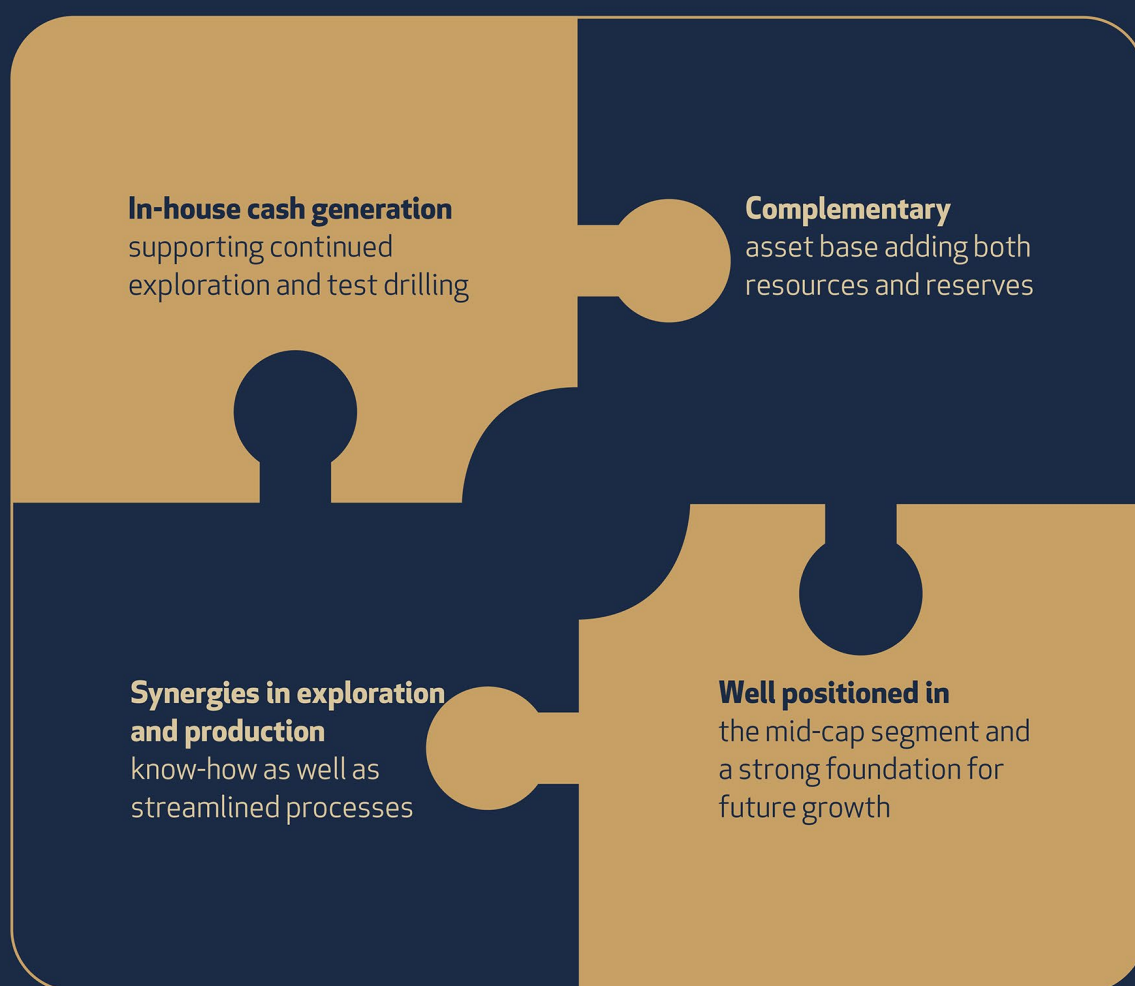 In-house cash generation
supporting continued
exploration and test drilling
Complementary
asset base adding both
resources and reserves
Synergies in exploration
and production
know-how as well as
streamlined processes
Well positioned in
the mid-cap segment and
a strong foundation for
future growth